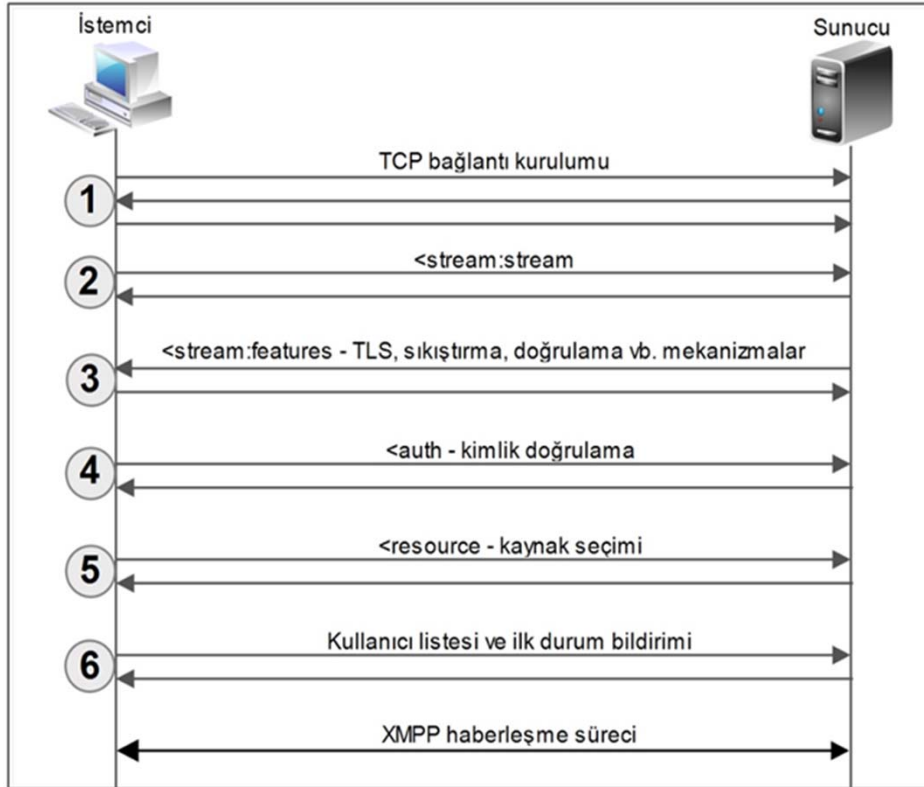 İstemci
Sunucu
TCP bağlantı kurulumu
1
<stream:stream
2
<stream:features - TLS, sıkıştırma, doğrulama vb. mekanizmalar
3
<auth - kimlik doğrulama
4
<resource - kaynak seçimi
5
Kullanıcı listesi ve ilk durum bildirimi
6
XMPP haberleşme süreci